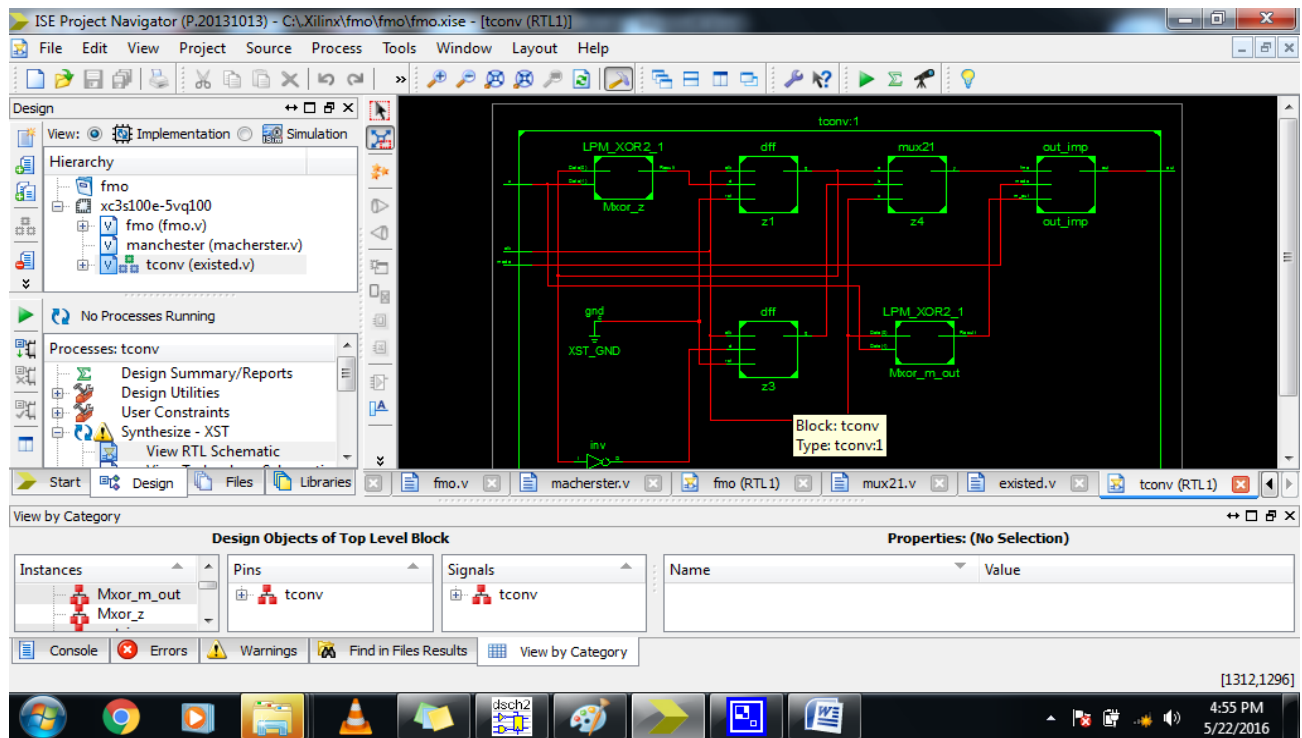 ISE Project Navigator (P.20131013) - C:\.Xilinx\fmo\fmo\fmo.xise - [tconv (RTL1)]
File Edit View Project Source Process Tools Window Layout Help
Design
View: Implementation Simulation
Hierarchy
fmo
xc3s100e-5vq100
fmo (fmo.v)
manchester (macherster.v)
tconv (existed.v)
No Processes Running
Processes: tconv
Design Summary/Reports
Design Utilities
User Constraints
Synthesize - XST
View RTL Schematic
tconv:1
LPM_XOR2_1 dff mux21 out_imp
Mxor_z z1 z4 out_imp
gnd dff LPM_XOR2_1
XST_GND
Mxor_m_out
z3
inv
Block: tconv
Type: tconv:1
Start Design Files Libraries
fmo.v macherster.v fmo (RTL1) mux21.v existed.v tconv (RTL1)
View by Category
Design Objects of Top Level Block Properties: (No Selection)
Instances Pins Signals Name Value
Mxor_m_out tconv tconv
Mxor_z
Console Errors Warnings Find in Files Results View by Category
[1312,1296]
dsch2
4:55 PM
5/22/2016